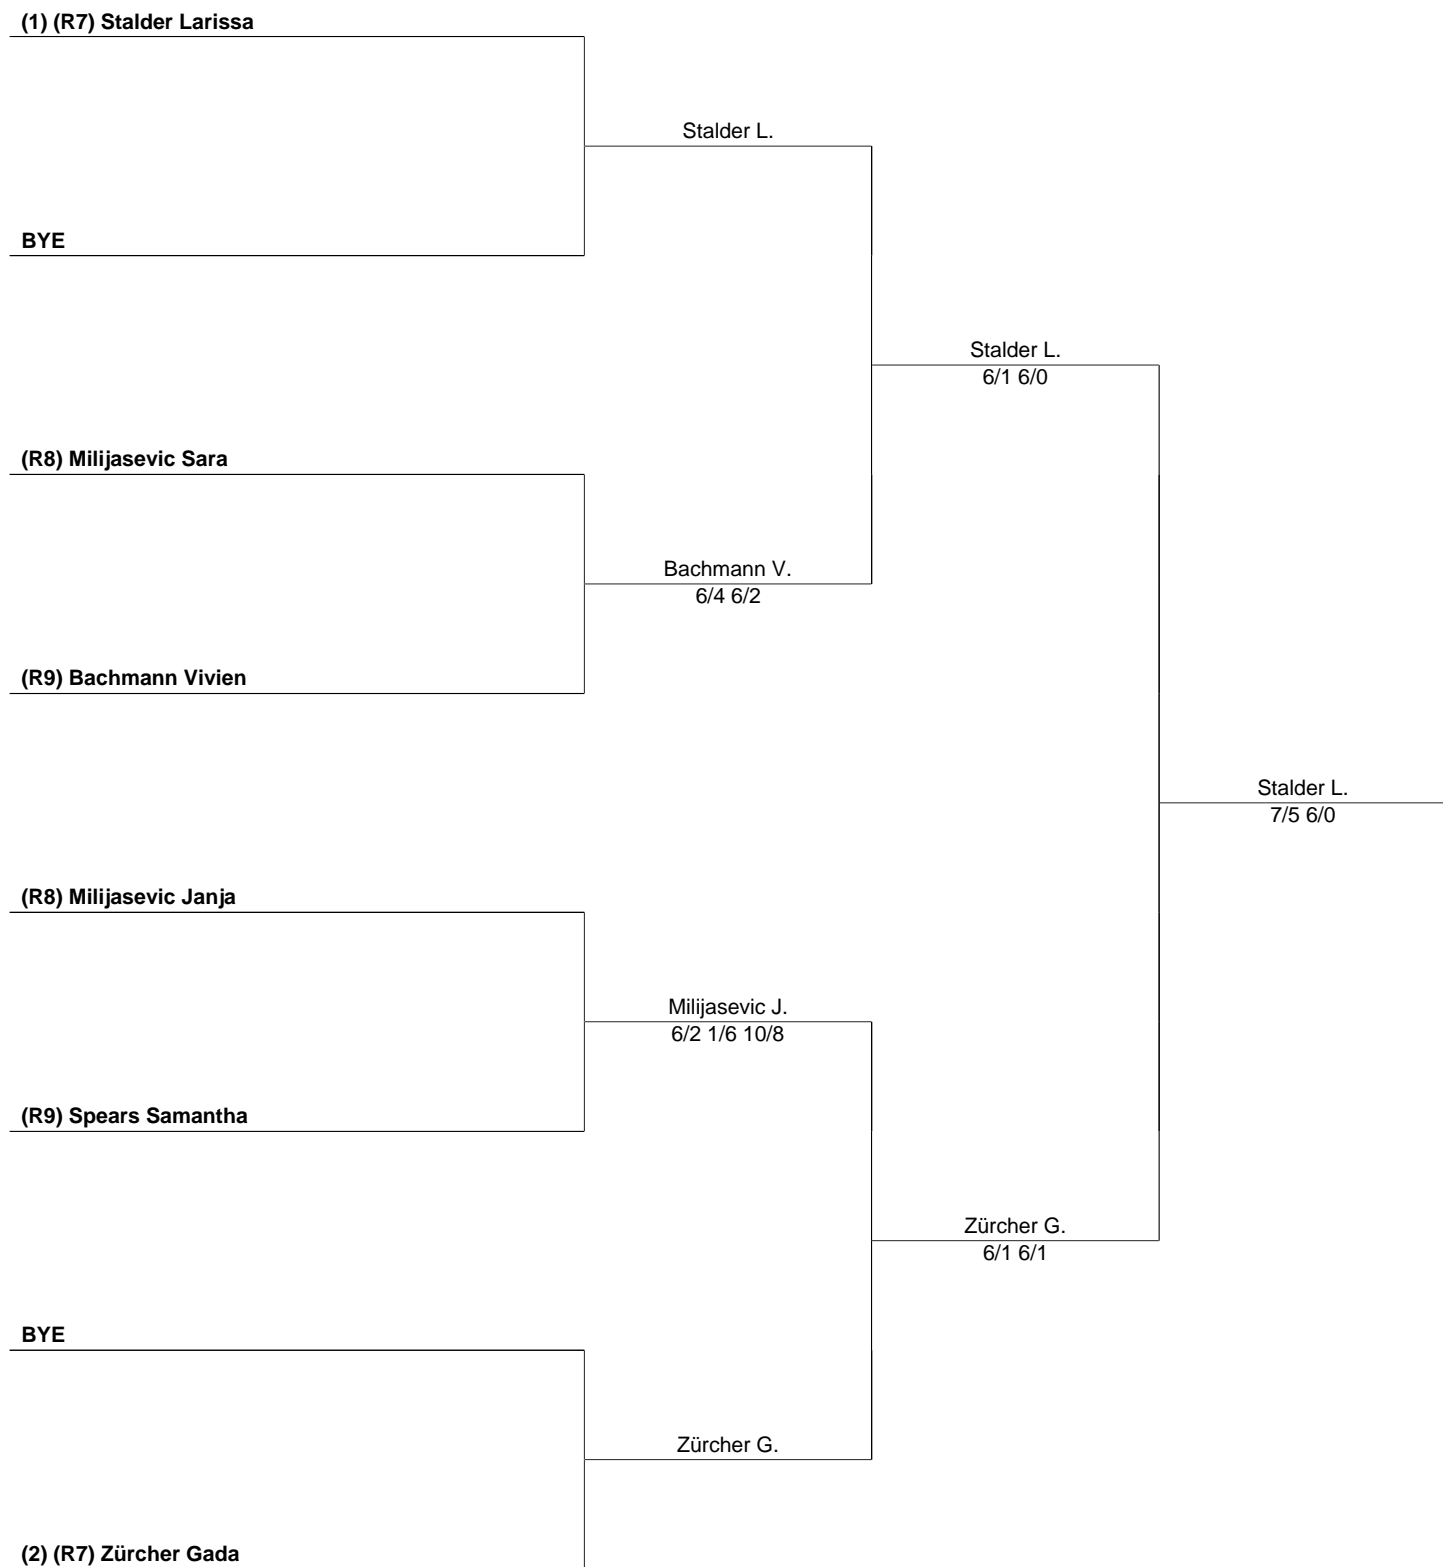 (1) (R7) Stalder Larissa
Stalder L.
BYE
Stalder L.
6/1 6/0
(R8) Milijasevic Sara
Bachmann V.
6/4 6/2
(R9) Bachmann Vivien
Stalder L.
7/5 6/0
(R8) Milijasevic Janja
Milijasevic J.
6/2 1/6 10/8
(R9) Spears Samantha
Zürcher G.
6/1 6/1
BYE
Zürcher G.
(2) (R7) Zürcher Gada